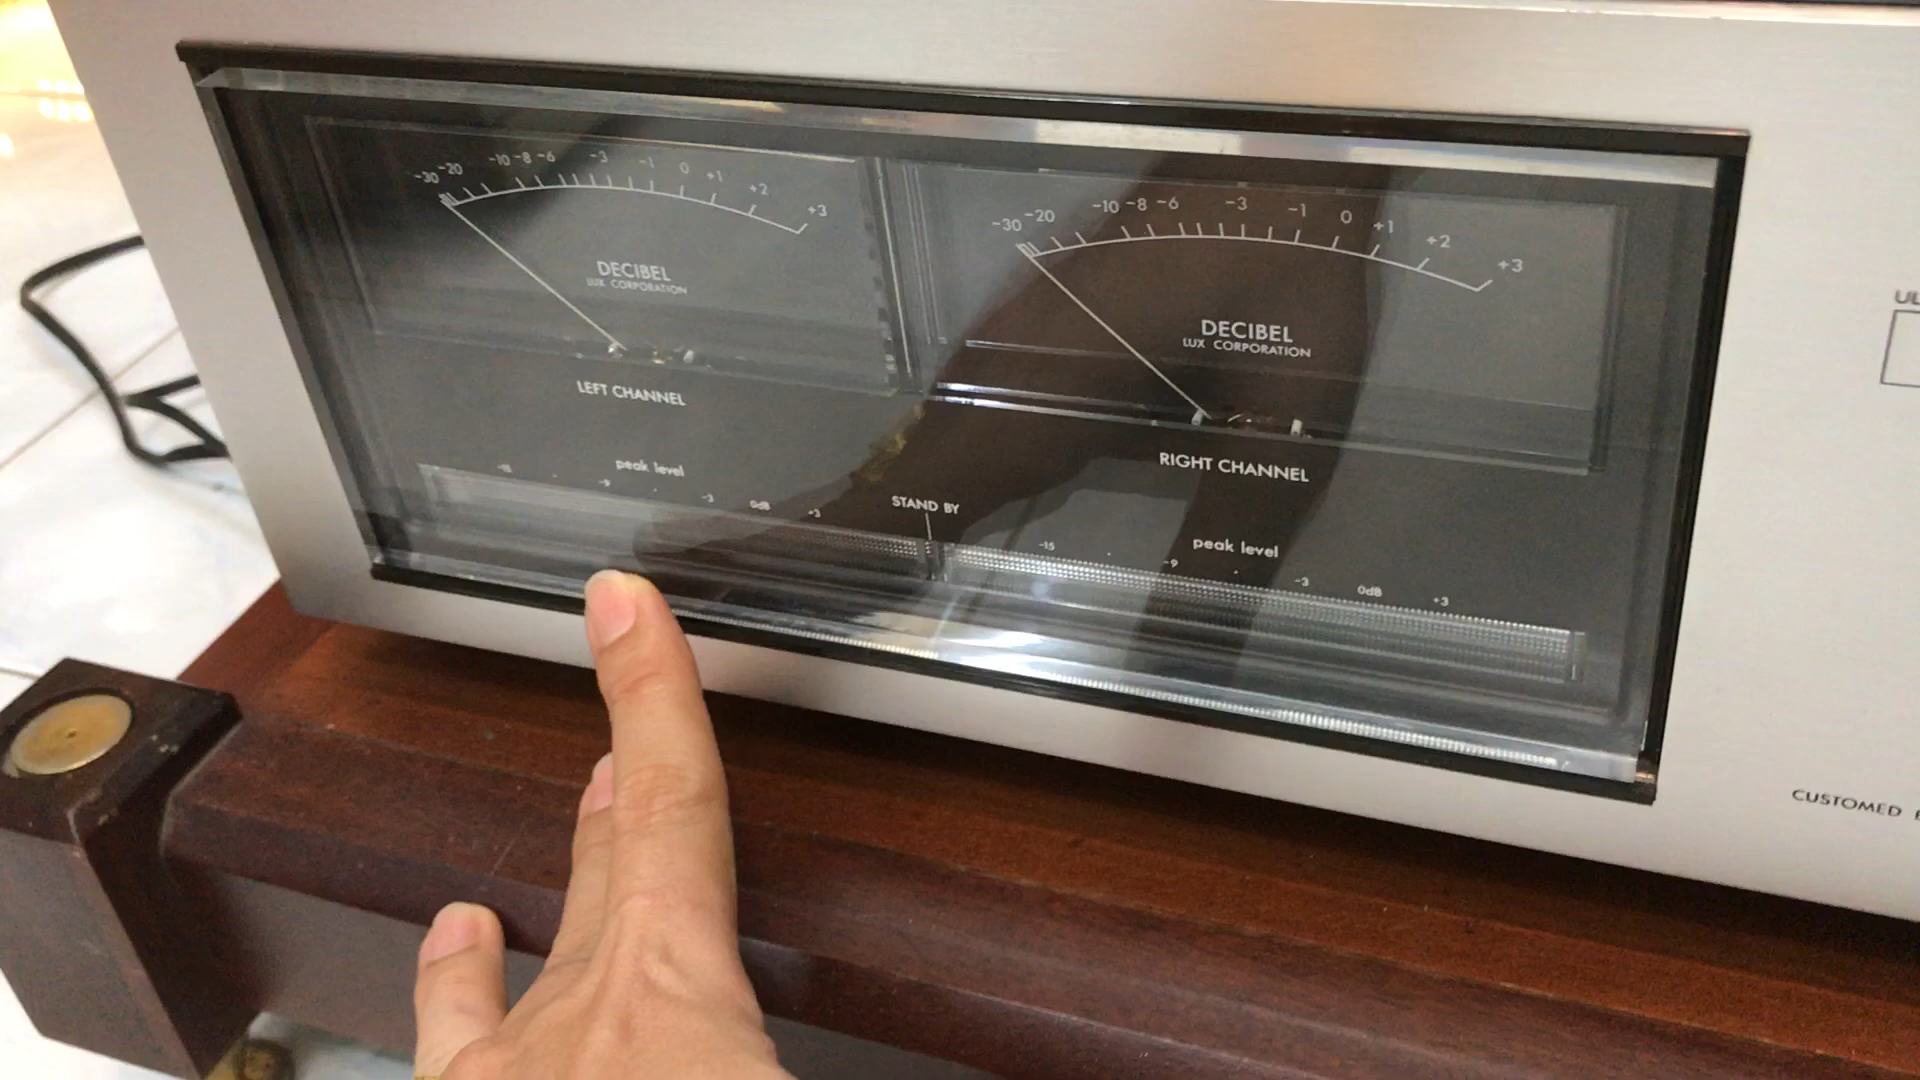 -30 -20 -10 -8 -6 -3 -1 0 +1 +2 +3
DECIBEL
LUX CORPORATION
LEFT CHANNEL
peak level
-15 -9 -3 0dB +3
STAND BY
-30 -20 -10 -8 -6 -3 -1 0 +1 +2 +3
DECIBEL
LUX CORPORATION
RIGHT CHANNEL
peak level
-15 -9 -3 0dB +3
UL
CUSTOMED